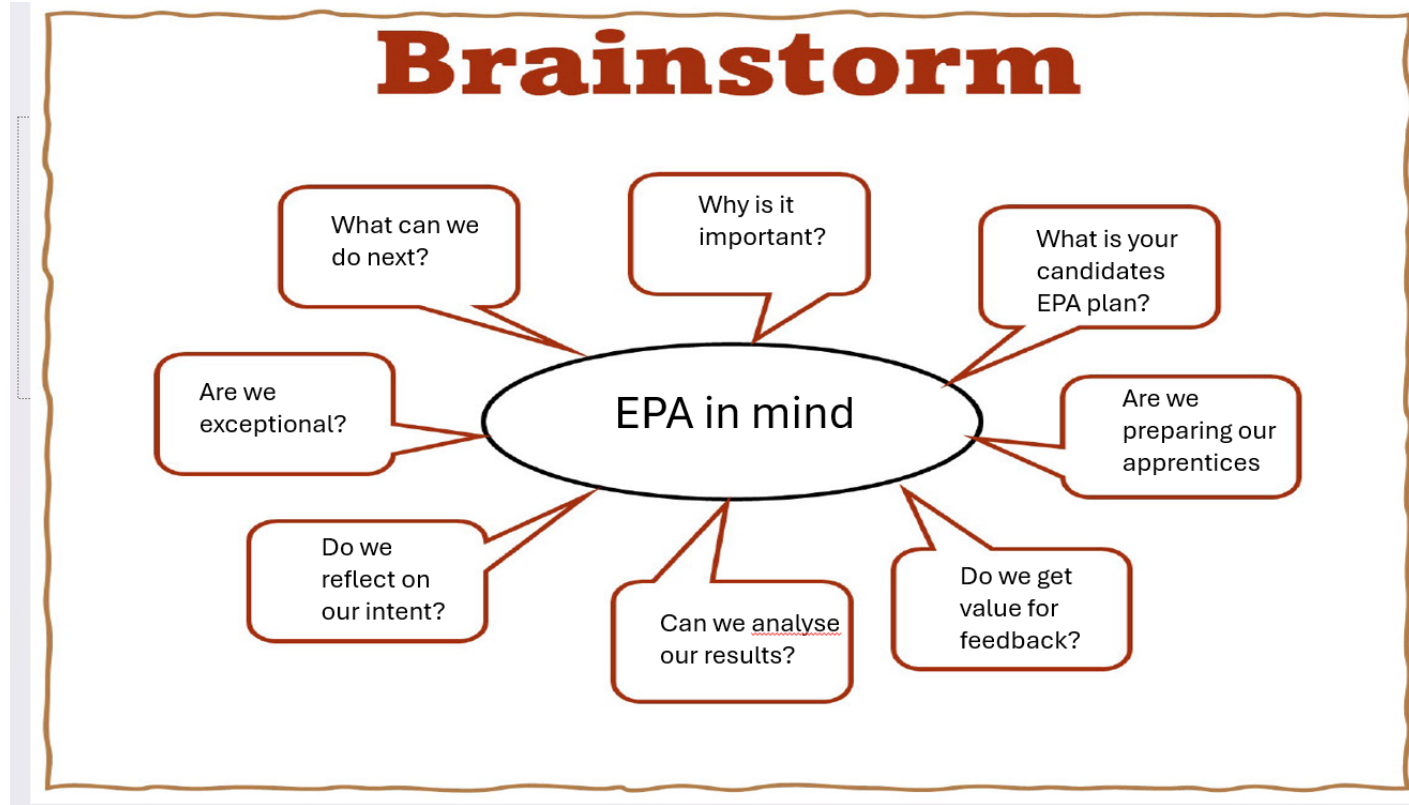 Brainstorm
What can we
do next?
Why is it
important?
What is your
candidates
EPA plan?
Are we
exceptional?
EPA in mind
Are we
preparing our
apprentices
Do we
reflect on
our intent?
Can we analyse
our results?
Do we get
value for
feedback?